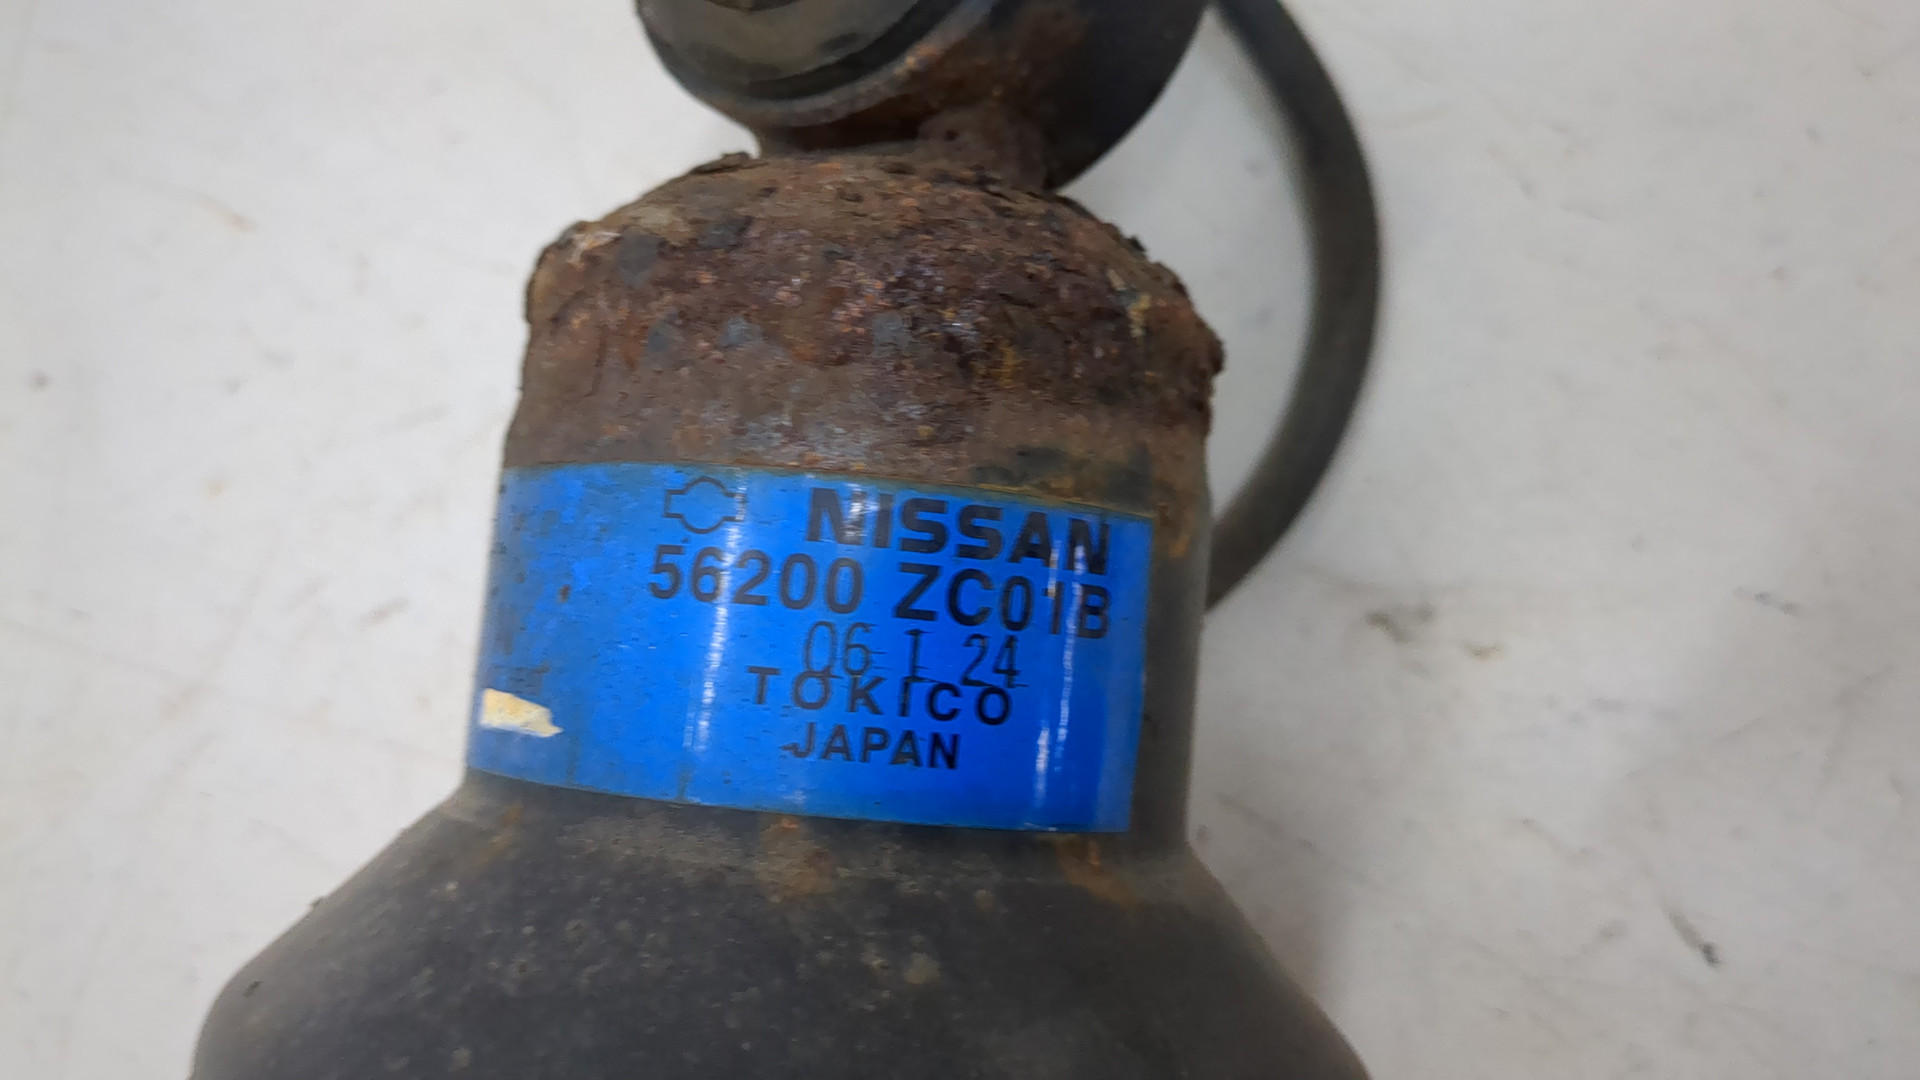 NISSAN
56200 ZC01B
06 1 24
TOKICO
JAPAN